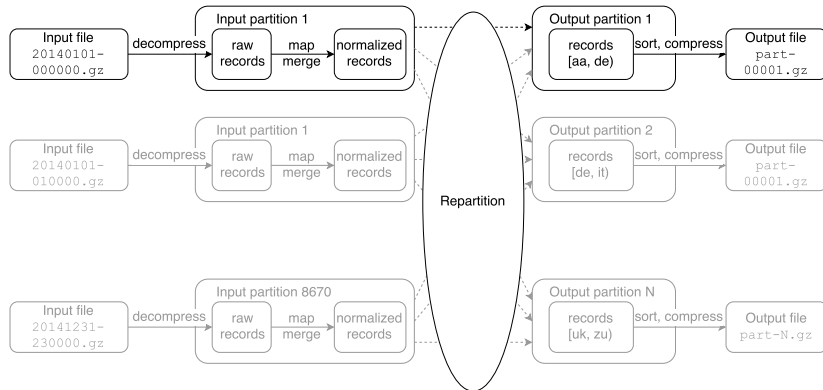 Input file
20140101-
000000.gz
decompress
Input partition 1
raw
records
map
merge
normalized
records
Output partition 1
records
[aa, de)
sort, compress
Output file
part-
00001.gz
Input file
20140101-
010000.gz
decompress
Input partition 1
raw
records
map
merge
normalized
records
Repartition
Output partition 2
records
[de, it)
sort, compress
Output file
part-
00001.gz
Input file
20141231-
230000.gz
decompress
Input partition 8670
raw
records
map
merge
normalized
records
Output partition N
records
[uk, zu)
sort, compress
Output file
part-N.gz